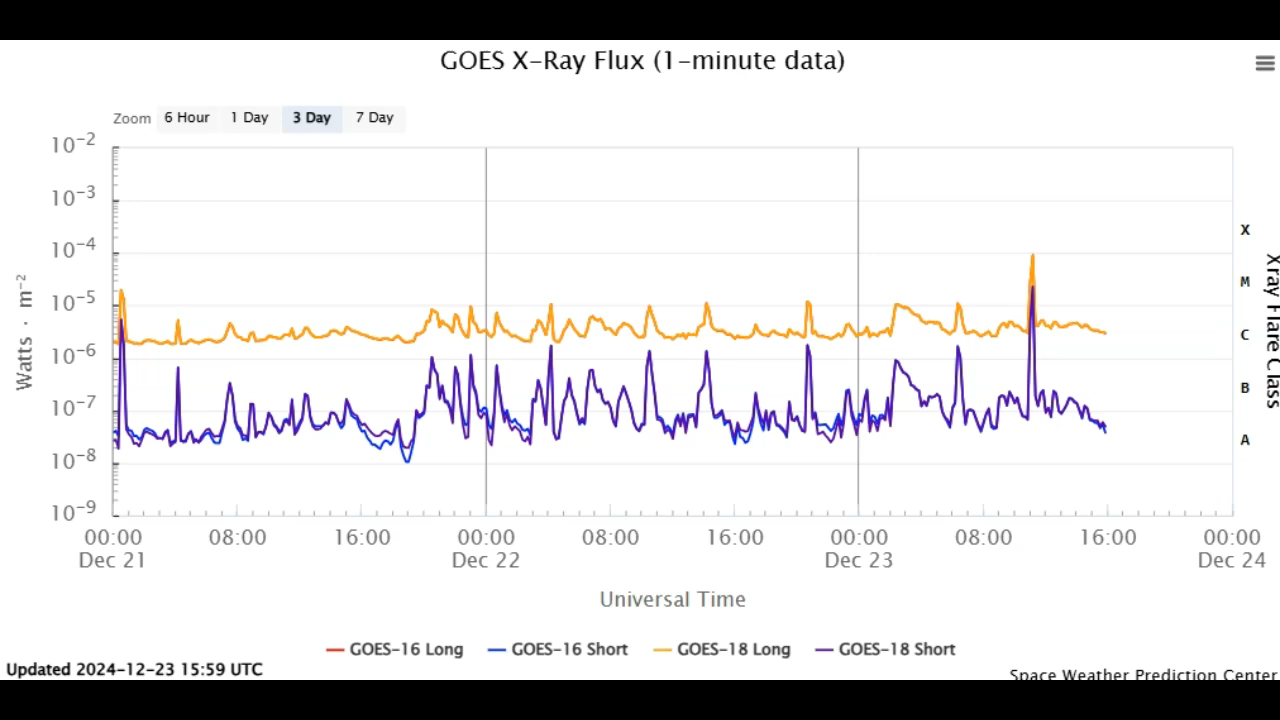 GOES X-Ray Flux (1-minute data)
Zoom 6 Hour 1 Day 3 Day 7 Day
10⁻²
10⁻³
10⁻⁴
10⁻⁵
10⁻⁶
10⁻⁷
10⁻⁸
10⁻⁹
Watts · m⁻²
X
M
C
B
A
Xray Flare Class
00:00 08:00 16:00 00:00 08:00 16:00 00:00 08:00 16:00 00:00
Dec 21 Dec 22 Dec 23 Dec 24
Universal Time
GOES-16 Long GOES-16 Short GOES-18 Long GOES-18 Short
Updated 2024-12-23 15:59 UTC
Space Weather Prediction Center